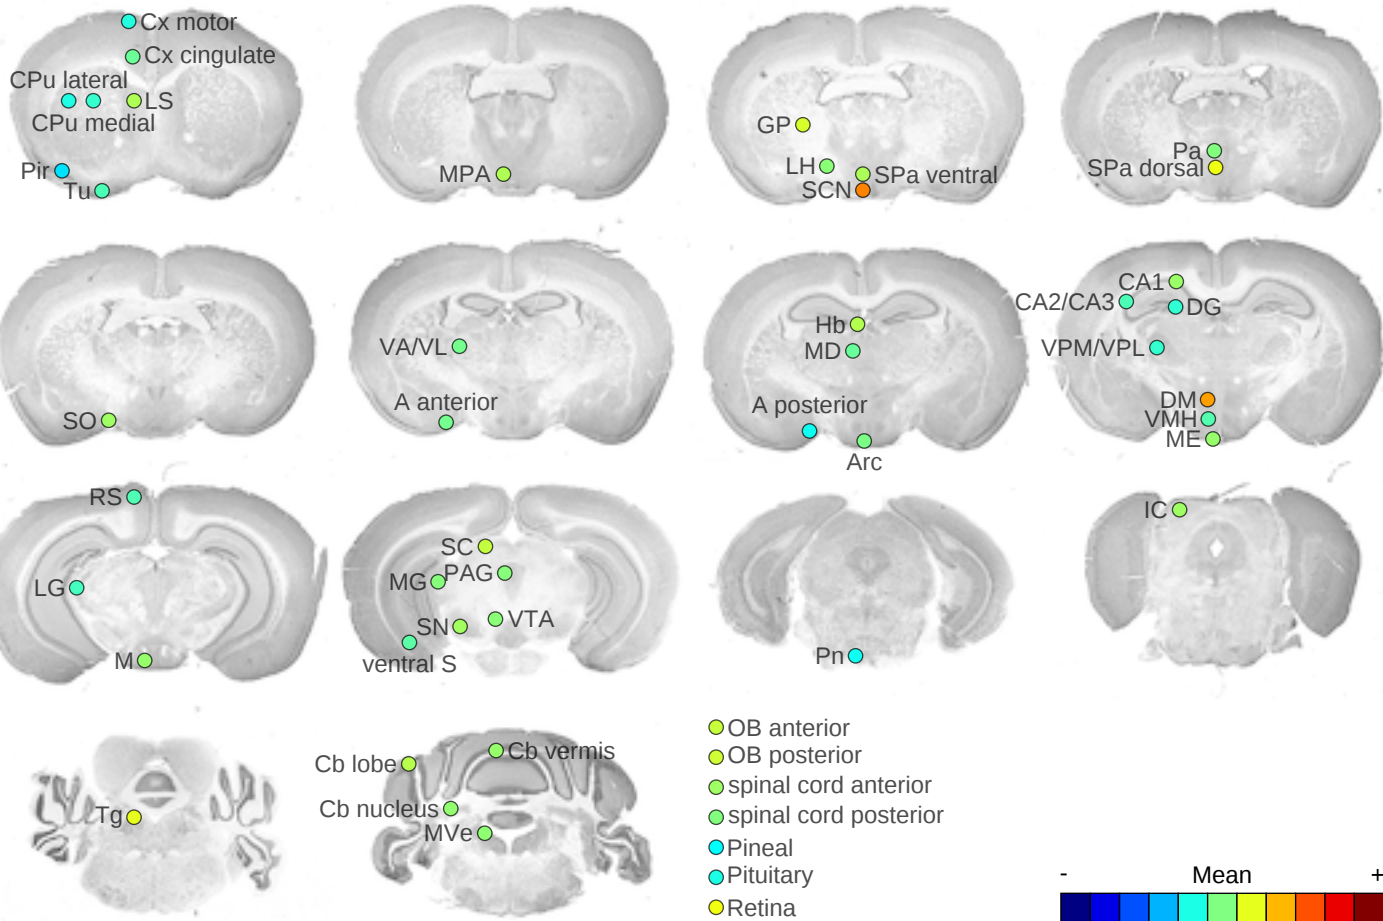 Cx motor
Cx cingulate
CPu lateral
LS
CPu medial
Pir
Tu
MPA
GP
LH
SPa ventral
SCN
Pa
SPa dorsal
SO
VA/VL
A anterior
Hb
MD
A posterior
Arc
CA1
CA2/CA3
DG
VPM/VPL
DM
VMH
ME
RS
LG
M
SC
PAG
MG
VTA
SN
ventral S
Pn
IC
Tg
Cb vermis
Cb lobe
Cb nucleus
MVe
OB anterior
OB posterior
spinal cord anterior
spinal cord posterior
Pineal
Pituitary
Retina
- Mean +